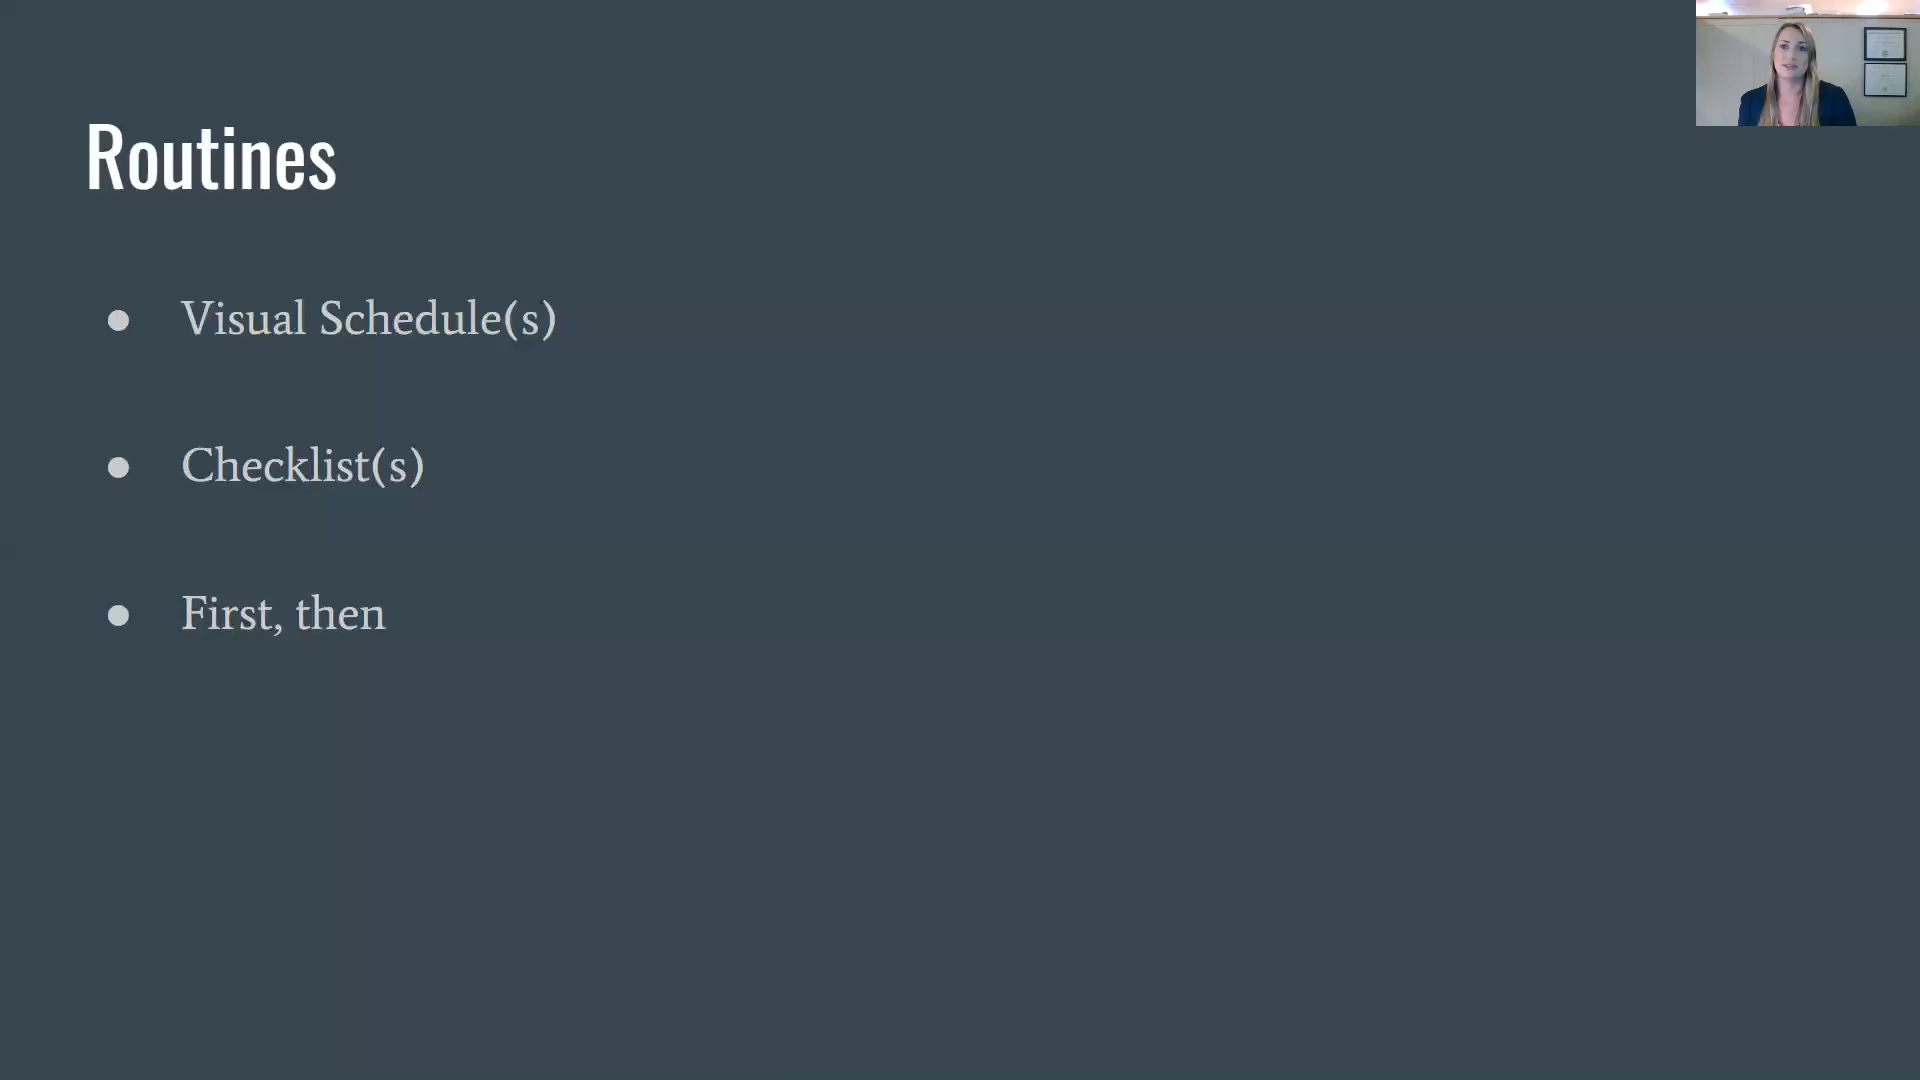 Routines
● Visual Schedule(s)
● Checklist(s)
● First, then